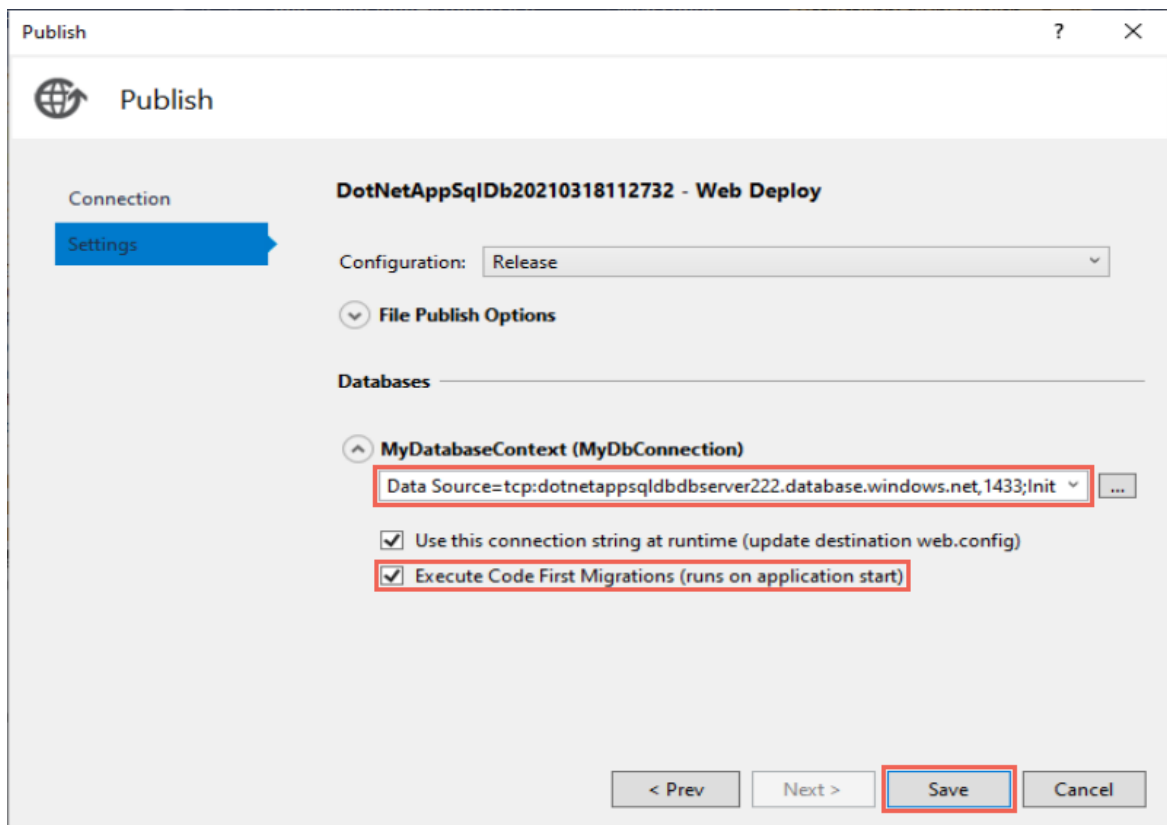 Publish
?
Publish
Connection
Settings
DotNetAppSqlDb20210318112732 - Web Deploy
Configuration: Release
File Publish Options
Databases
MyDatabaseContext (MyDbConnection)
Data Source=tcp:dotnetappsqldbdbserver222.database.windows.net,1433;Init ...
Use this connection string at runtime (update destination web.config)
Execute Code First Migrations (runs on application start)
< Prev Next > Save Cancel